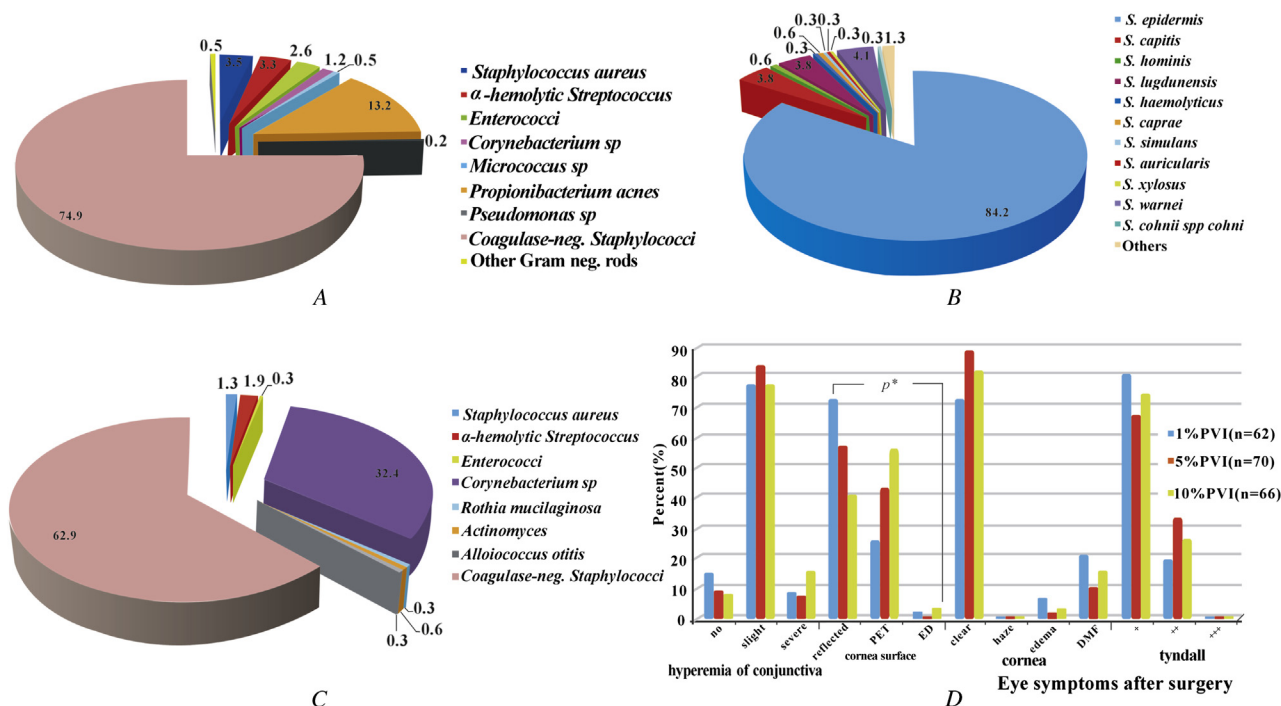 0.5
3.5
3.3
2.6
1.2
0.5
13.2
0.2
74.9
Staphylococcus aureus
α-hemolytic Streptococcus
Enterococci
Corynebacterium sp
Micrococcus sp
Propionibacterium acnes
Pseudomonas sp
Coagulase-neg. Staphylococci
Other Gram neg. rods
A
3.8
0.6
3.8
0.3
0.6
0.3
0.3
0.3
4.1
0.3
1.3
84.2
S. epidermis
S. capitis
S. hominis
S. lugdunensis
S. haemolyticus
S. caprae
S. simulans
S. auricularis
S. xylosus
S. warnei
S. cohnii spp cohni
Others
B
1.3
1.9
0.3
32.4
62.9
0.3
0.6
0.3
Staphylococcus aureus
α-hemolytic Streptococcus
Enterococci
Corynebacterium sp
Rothia mucilaginosa
Actinomyces
Alloiococcus otitis
Coagulase-neg. Staphylococci
C
Percent(%)
90
80
70
60
50
40
30
20
10
0
p*
1%PVI(n=62)
5%PVI(n=70)
10%PVI(n=66)
no
slight
severe
reflected
PET
ED
clear
haze
edema
DMF
+
++
+++
hyperemia of conjunctiva
cornea surface
cornea
tyndall
Eye symptoms after surgery
D